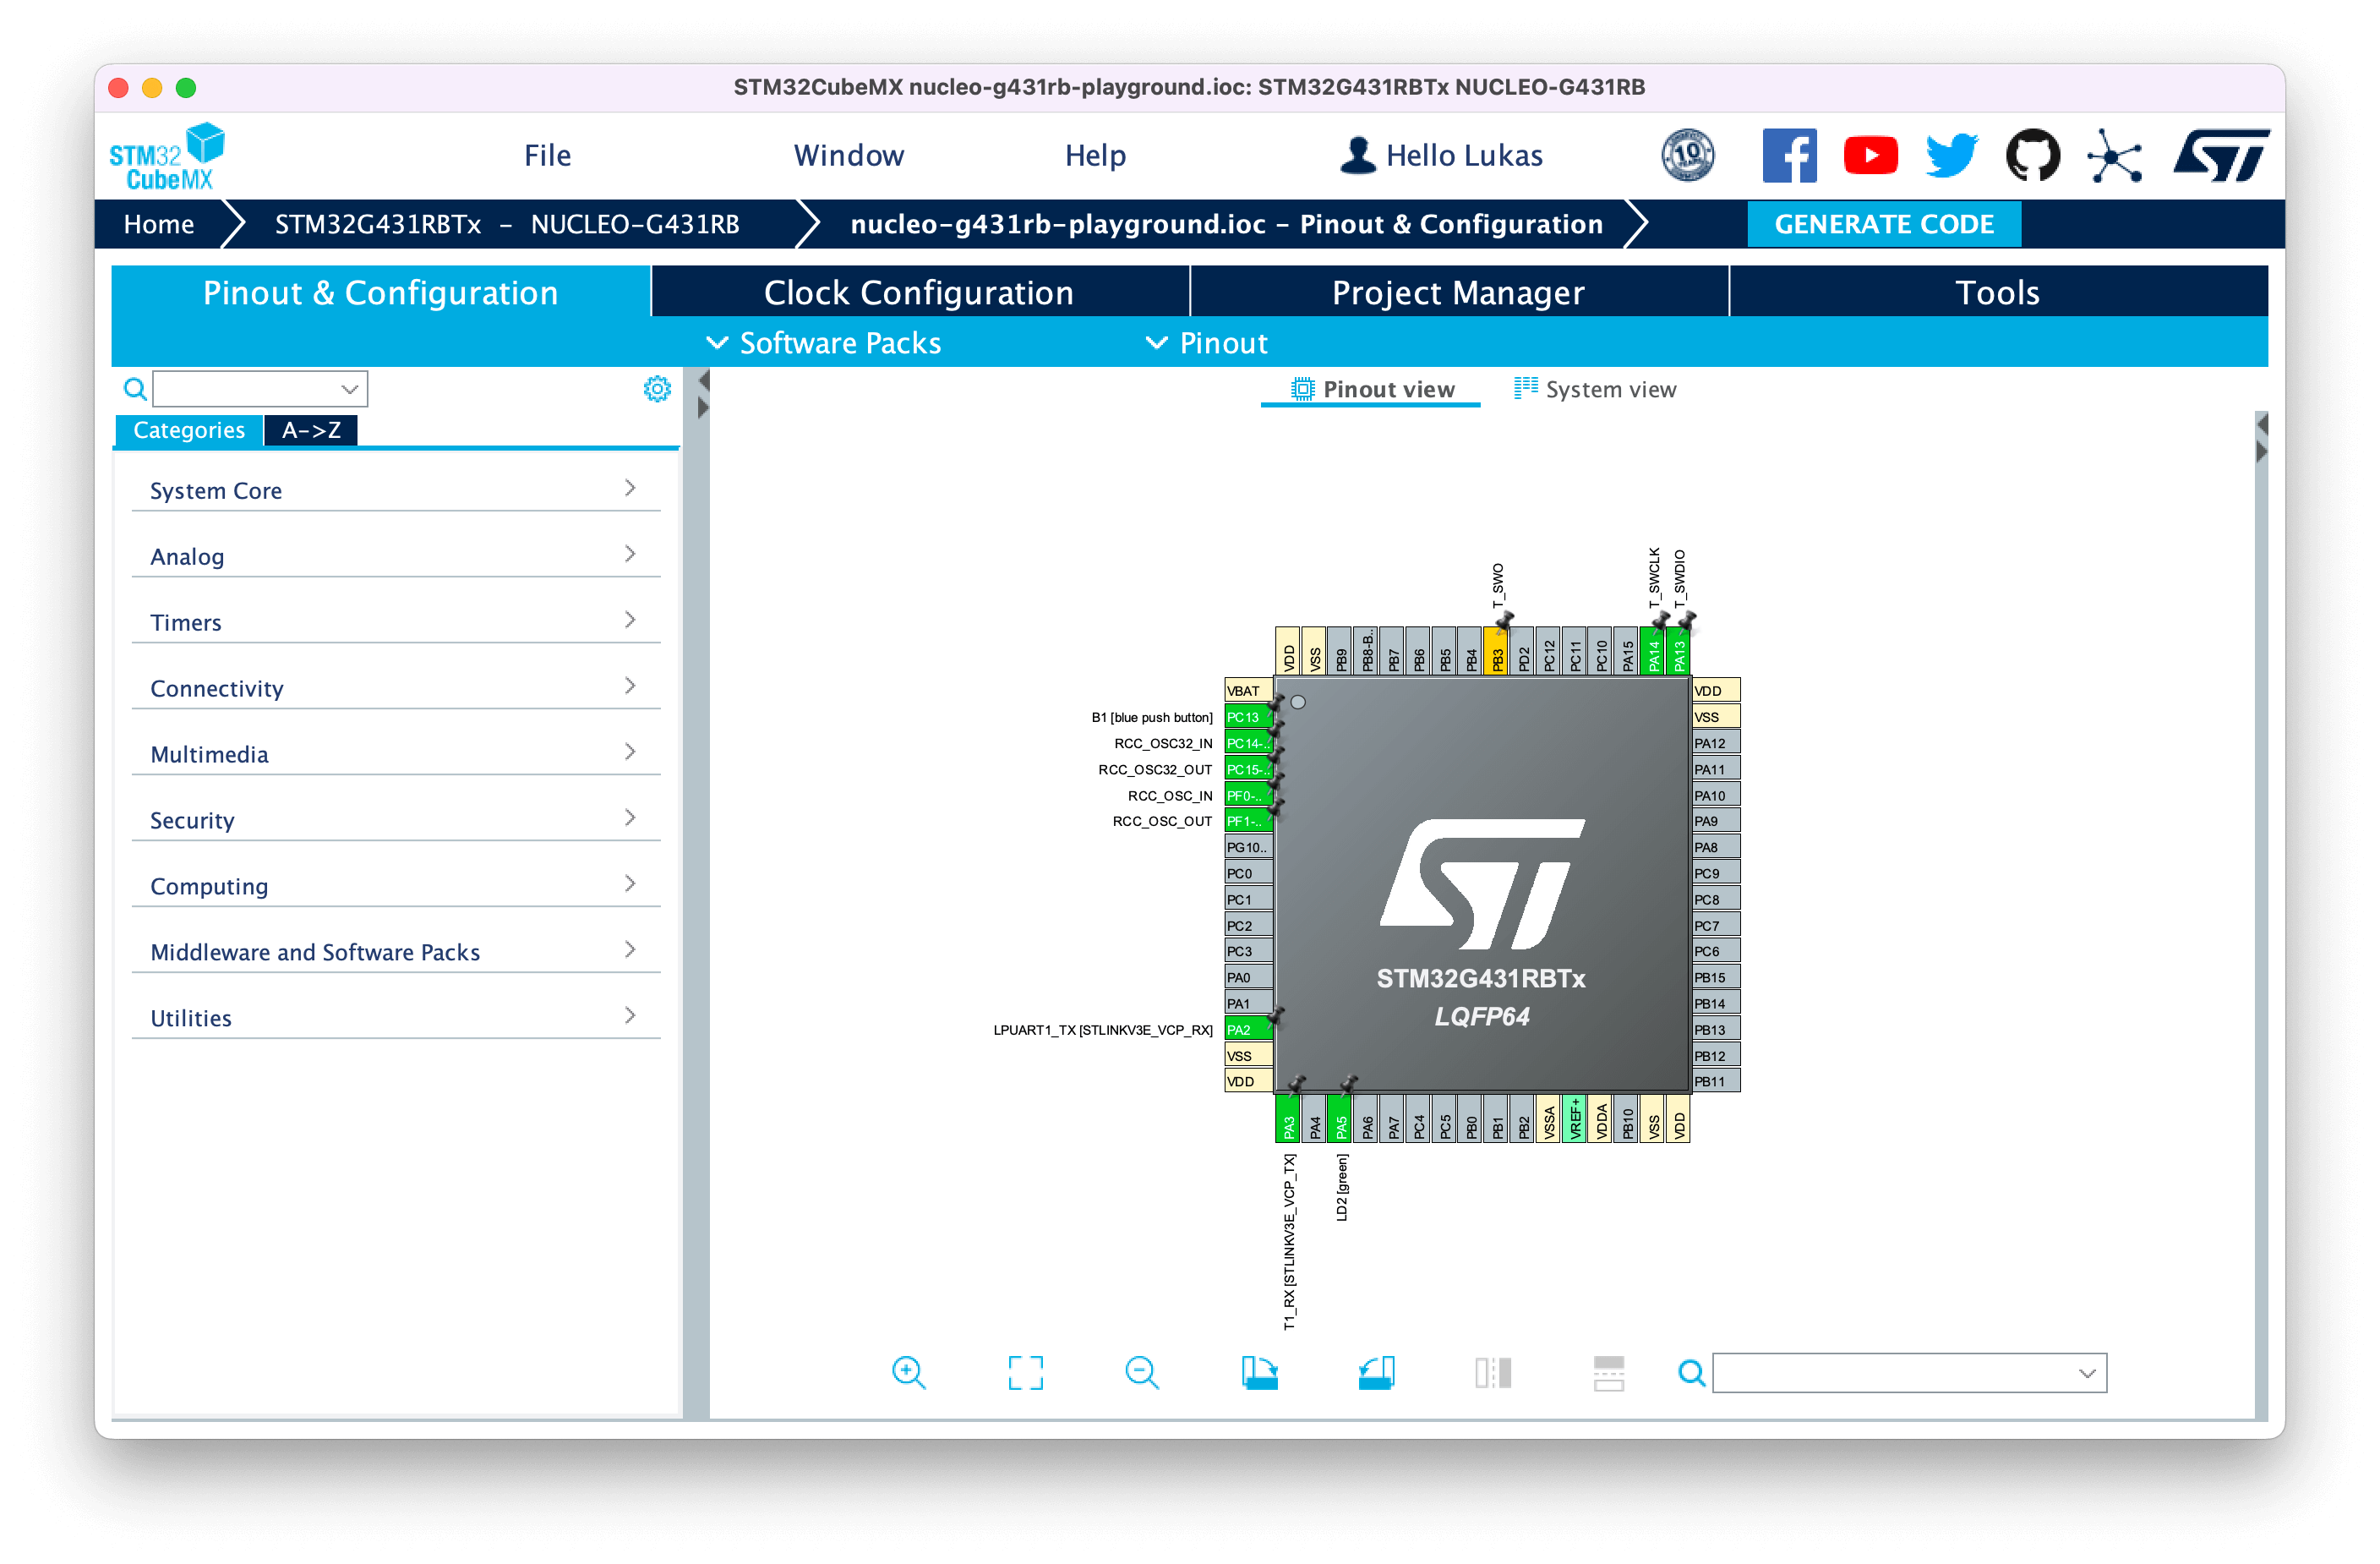 STM32CubeMX nucleo-g431rb-playground.ioc: STM32G431RBTx NUCLEO-G431RB
STM32
CubeMX
File
Window
Help
Hello Lukas
10
YEARS
ST
Home
STM32G431RBTx - NUCLEO-G431RB
nucleo-g431rb-playground.ioc - Pinout & Configuration
GENERATE CODE
Pinout & Configuration
Clock Configuration
Project Manager
Tools
Software Packs
Pinout
Pinout view
System view
Categories
A->Z
System Core
Analog
Timers
Connectivity
Multimedia
Security
Computing
Middleware and Software Packs
Utilities
T_SWO
T_SWCLK
T_SWDIO
VDD
VSS
PB9
PB8-B..
PB7
PB6
PB5
PB4
PB3
PD2
PC12
PC11
PC10
PA15
PA14
PA13
VBAT
B1 [blue push button]
PC13
RCC_OSC32_IN
PC14-..
RCC_OSC32_OUT
PC15-..
RCC_OSC_IN
PF0-..
RCC_OSC_OUT
PF1-..
PG10..
PC0
PC1
PC2
PC3
PA0
PA1
LPUART1_TX [STLINKV3E_VCP_RX]
PA2
VSS
VDD
ST
STM32G431RBTx
LQFP64
VDD
VSS
PA12
PA11
PA10
PA9
PA8
PC9
PC8
PC7
PC6
PB15
PB14
PB13
PB12
PB11
PA3
PA4
PA5
PA6
PA7
PC4
PC5
PB0
PB1
PB2
VSSA
VREF+
VDDA
PB10
VSS
VDD
T1_RX [STLINKV3E_VCP_TX]
LD2 [green]